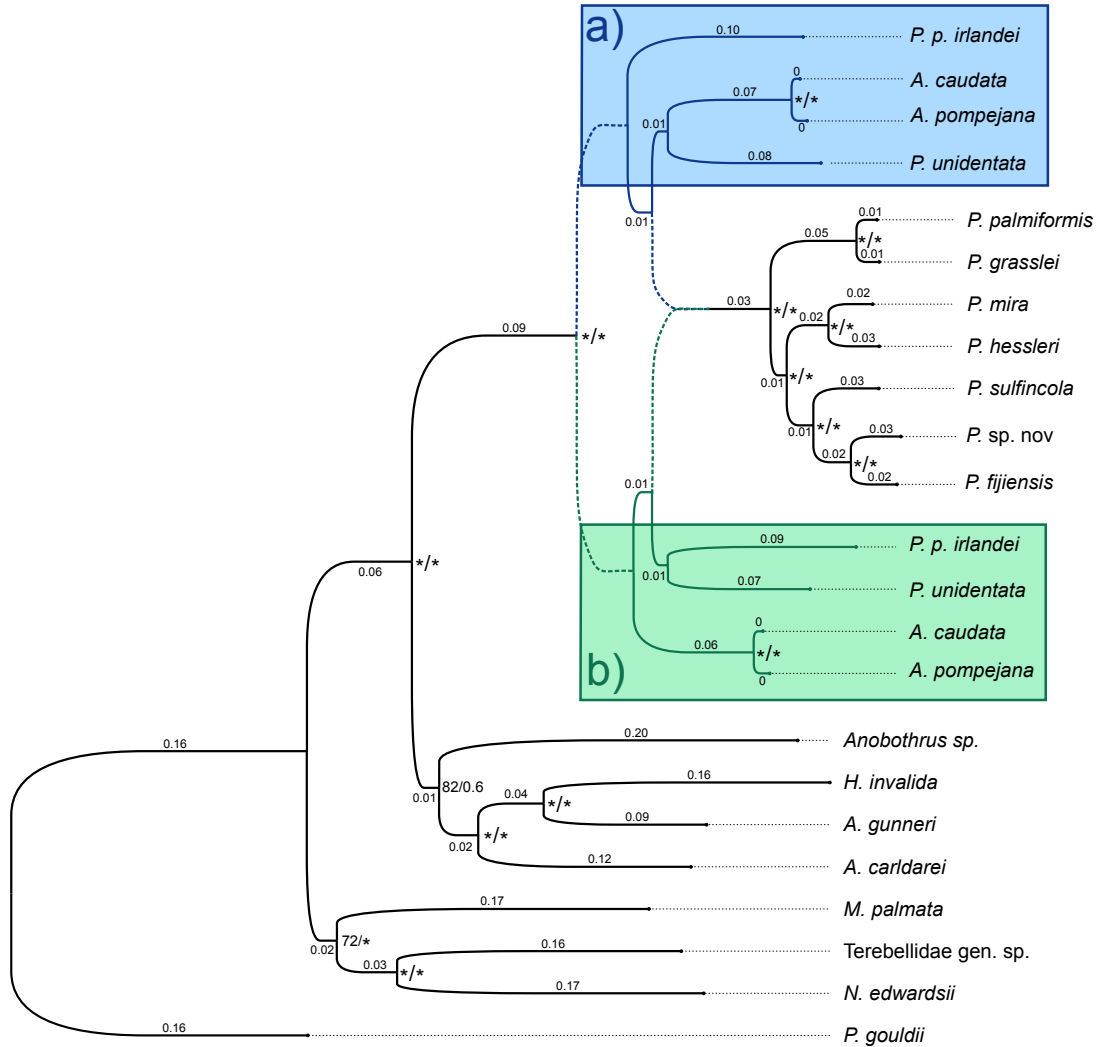 a)
0.10
P. p. irlandei
0
A. caudata
0.07
*/*
A. pompejana
0
0.01
0.08
P. unidentata
0.01
0.01
P. palmiformis
0.05
*/*
0.01
P. grasslei
0.03
*/*
0.02
P. mira
0.02
*/*
0.09
*/*
0.03
P. hessleri
0.01
*/*
0.03
P. sulfincola
0.01
*/*
0.03
P. sp. nov
0.02
*/*
0.02
P. fijiensis
0.01
0.09
P. p. irlandei
0.06
*/*
0.01
0.07
P. unidentata
0
A. caudata
0.06
*/*
b)
0
A. pompejana
0.16
0.20
Anobothrus sp.
0.01
82/0.6
0.16
H. invalida
0.04
*/*
0.09
A. gunneri
0.02
*/*
0.12
A. carldarei
0.17
M. palmata
0.02
72/*
0.16
Terebellidae gen. sp.
0.03
*/*
0.17
N. edwardsii
0.16
P. gouldii